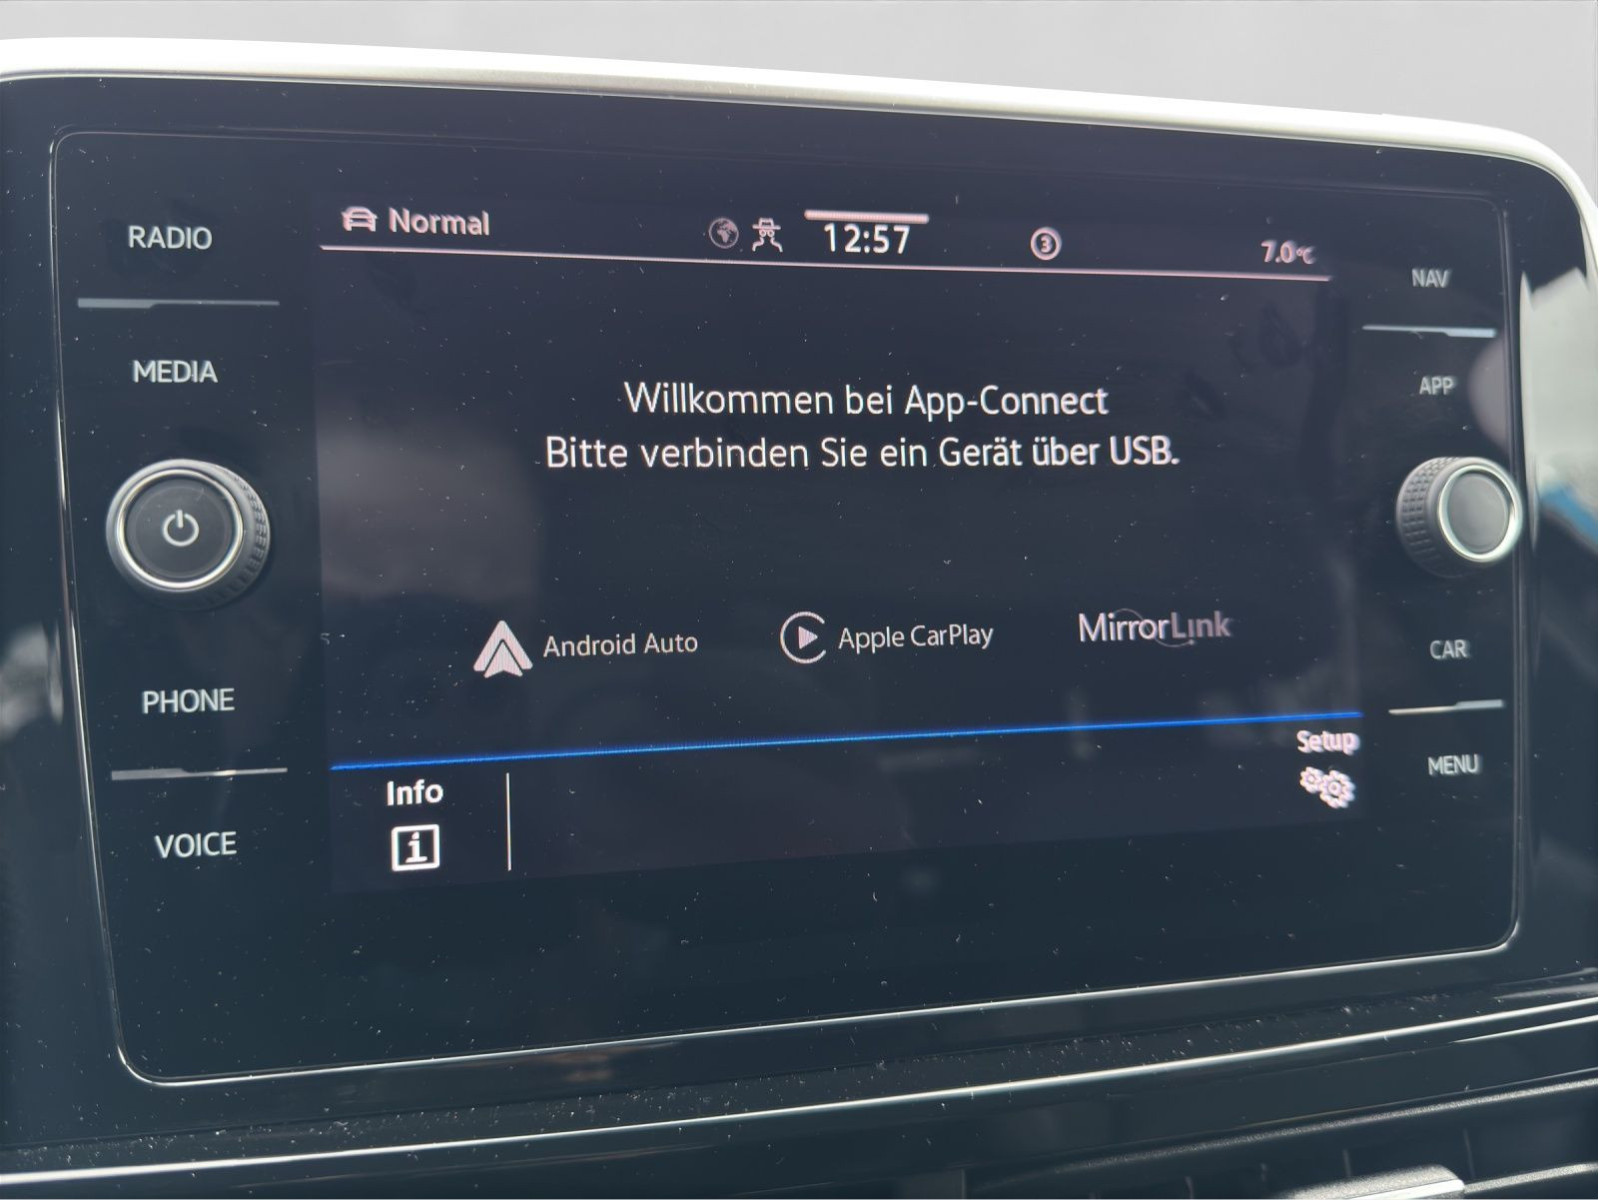 RADIO
MEDIA
PHONE
VOICE
Normal
12:57
3
7.0°C
Willkommen bei App-Connect
Bitte verbinden Sie ein Gerät über USB.
Android Auto
Apple CarPlay
MirrorLink
Info
i
Setup
NAV
APP
CAR
MENU